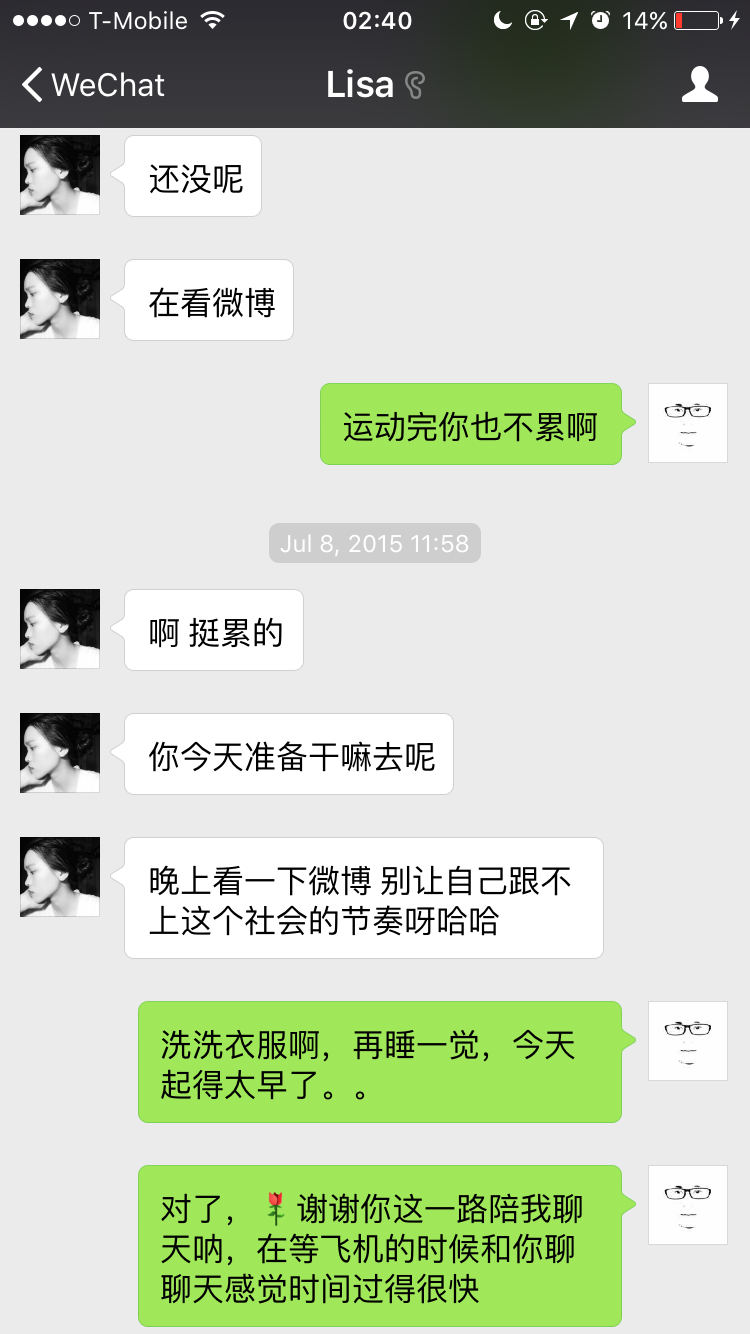 T-Mobile 02:40 14%
WeChat Lisa
还没呢
在看微博
运动完你也不累啊
Jul 8, 2015 11:58
啊 挺累的
你今天准备干嘛去呢
晚上看一下微博 别让自己跟不
上这个社会的节奏呀哈哈
洗洗衣服啊，再睡一觉，今天
起得太早了。。
对了，🌹谢谢你这一路陪我聊
天呐，在等飞机的时候和你聊
聊天感觉时间过得很快